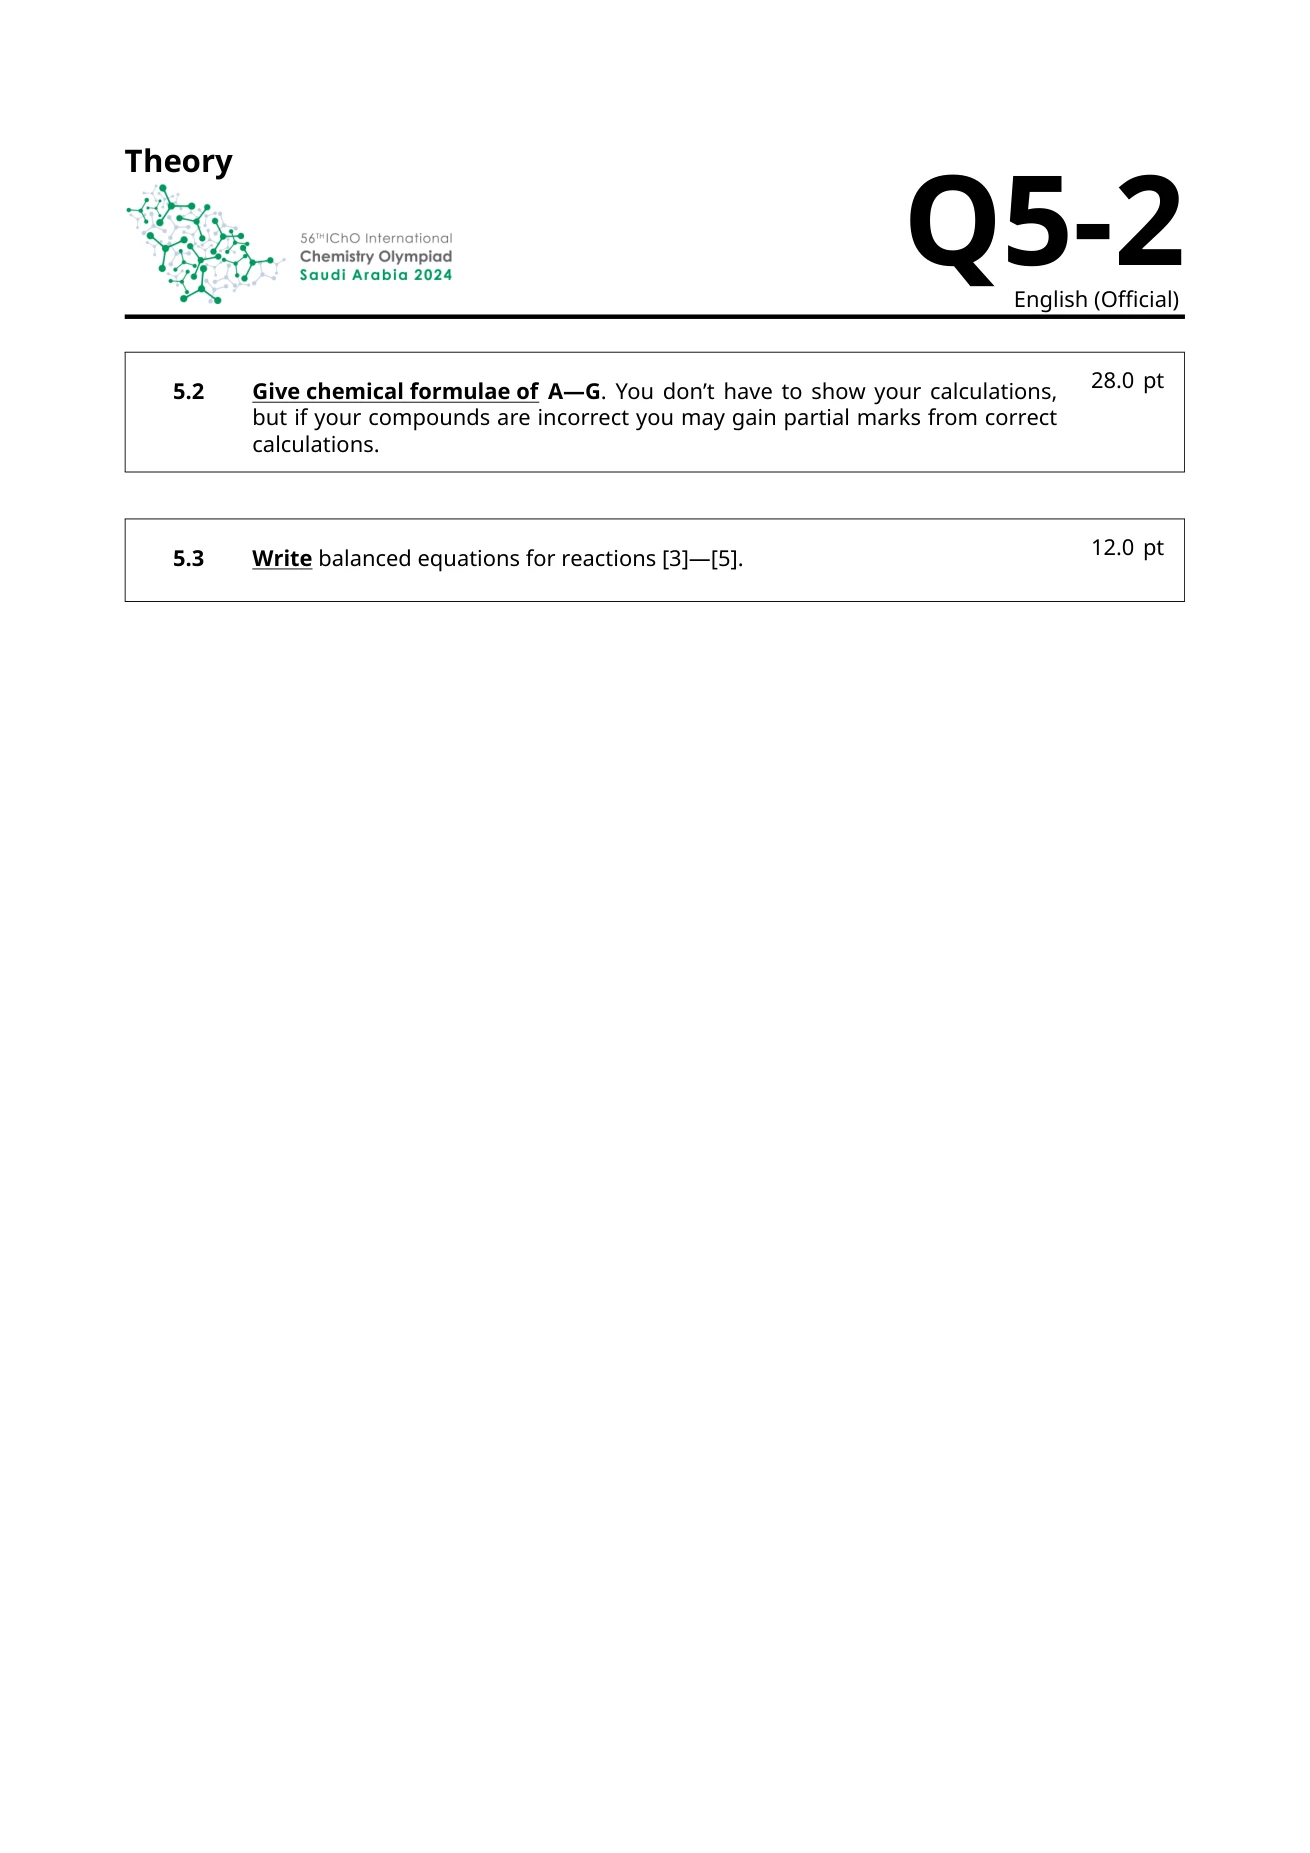 Theory
56ᵀᴴIChO International
Chemistry Olympiad
Saudi Arabia 2024
Q5-2
English (Official)
5.2 Give chemical formulae of A—G. You don’t have to show your calculations, 28.0 pt
but if your compounds are incorrect you may gain partial marks from correct
calculations.
5.3 Write balanced equations for reactions [3]—[5]. 12.0 pt